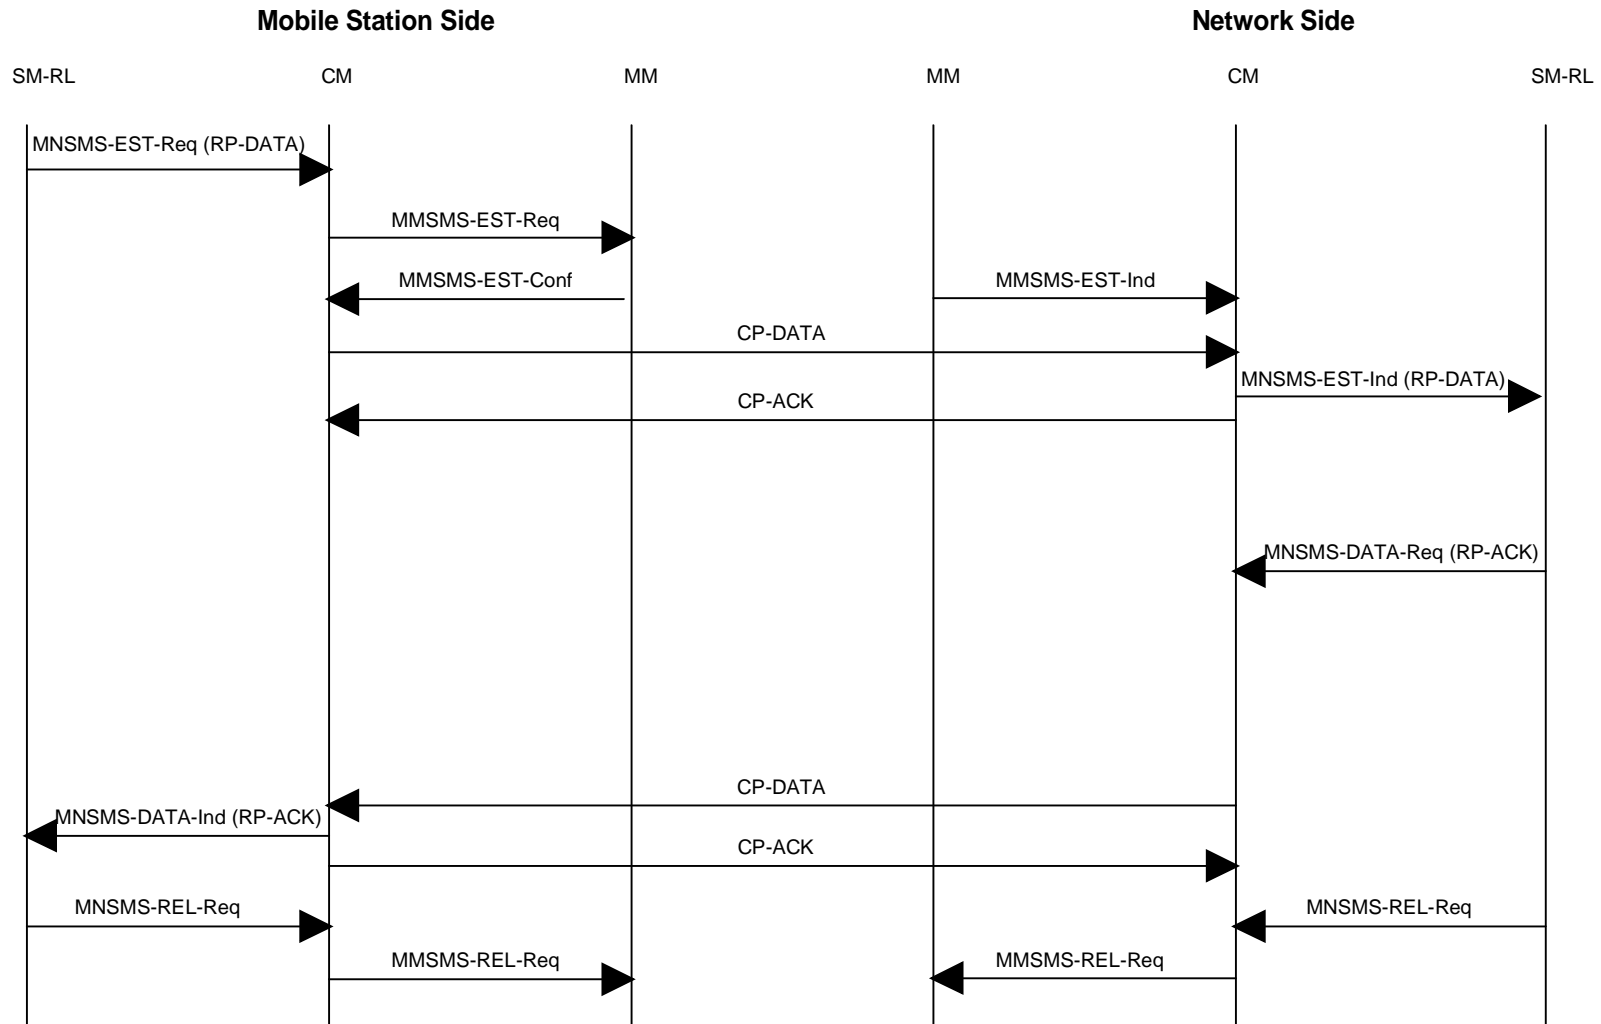 Mobile Station Side Network Side
SM-RL CM MM MM CM SM-RL
MNSMS-EST-Req (RP-DATA)
MMSMS-EST-Req
MMSMS-EST-Conf MMSMS-EST-Ind
CP-DATA
MNSMS-EST-Ind (RP-DATA)
CP-ACK
MNSMS-DATA-Req (RP-ACK)
CP-DATA
MNSMS-DATA-Ind (RP-ACK)
CP-ACK
MNSMS-REL-Req MNSMS-REL-Req
MMSMS-REL-Req MMSMS-REL-Req